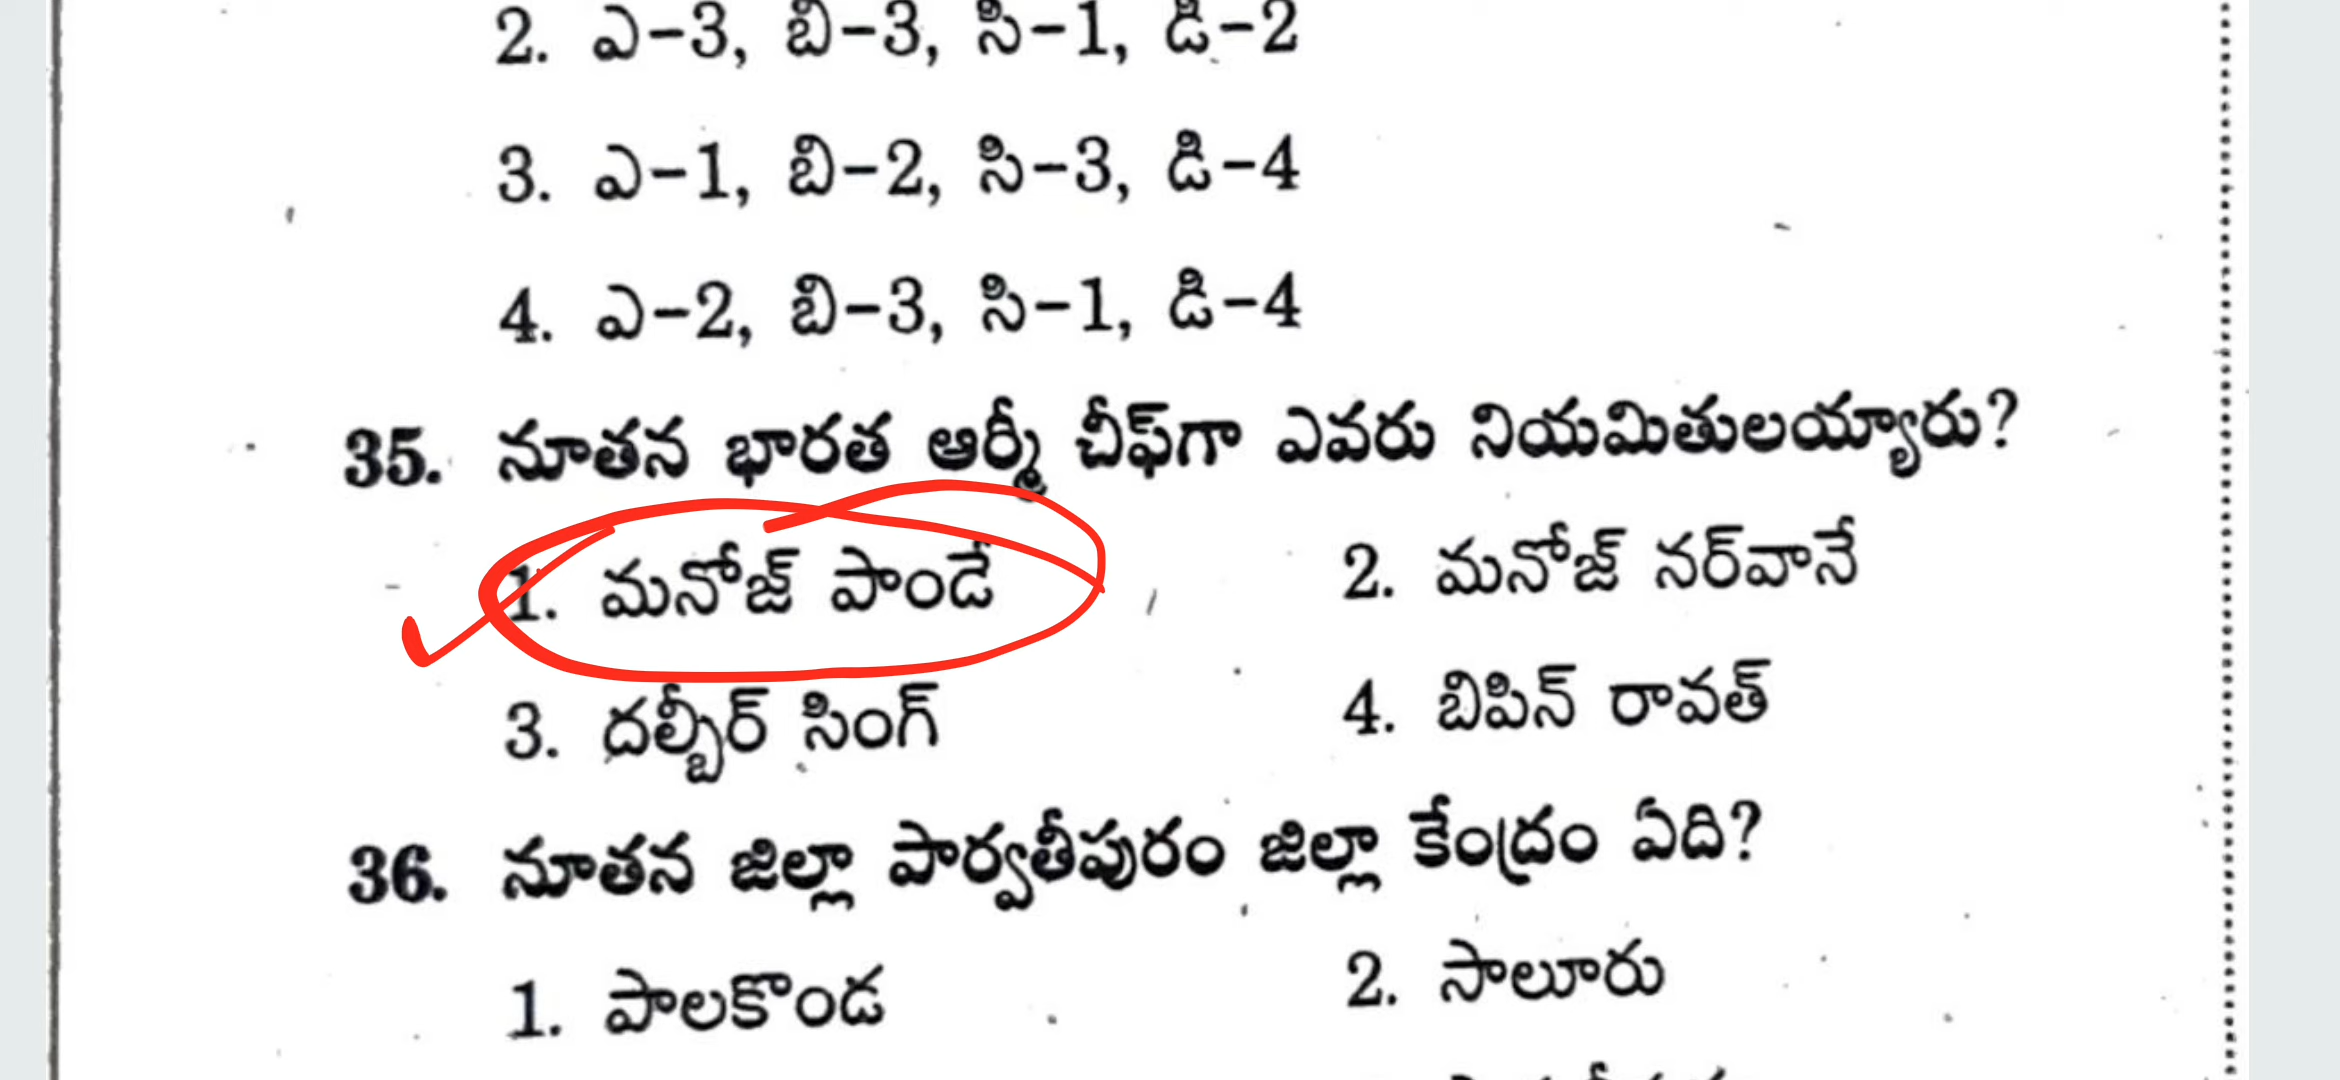 2. ఎ-3, బి-3, సి-1, డి-2
3. ఎ-1, బి-2, సి-3, డి-4
4. ఎ-2, బి-3, సి-1, డి-4
35. నూతన భారత ఆర్మీ చీఫ్‌గా ఎవరు నియమితులయ్యారు?
1. మనోజ్ పాండే 2. మనోజ్ నర్‌వానే
3. దల్బీర్ సింగ్ 4. బిపిన్ రావత్
36. నూతన జిల్లా పార్వతీపురం జిల్లా కేంద్రం ఏది?
1. పాలకొండ 2. సాలూరు